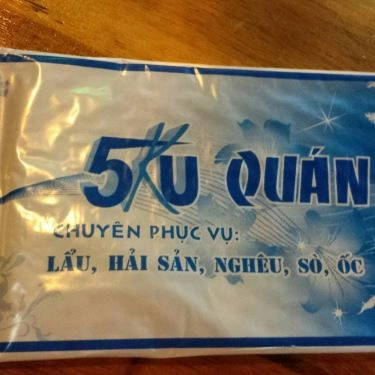 5KU QUÁN
CHUYÊN PHỤC VỤ:
LẨU, HẢI SẢN, NGHÊU, SÒ, ỐC